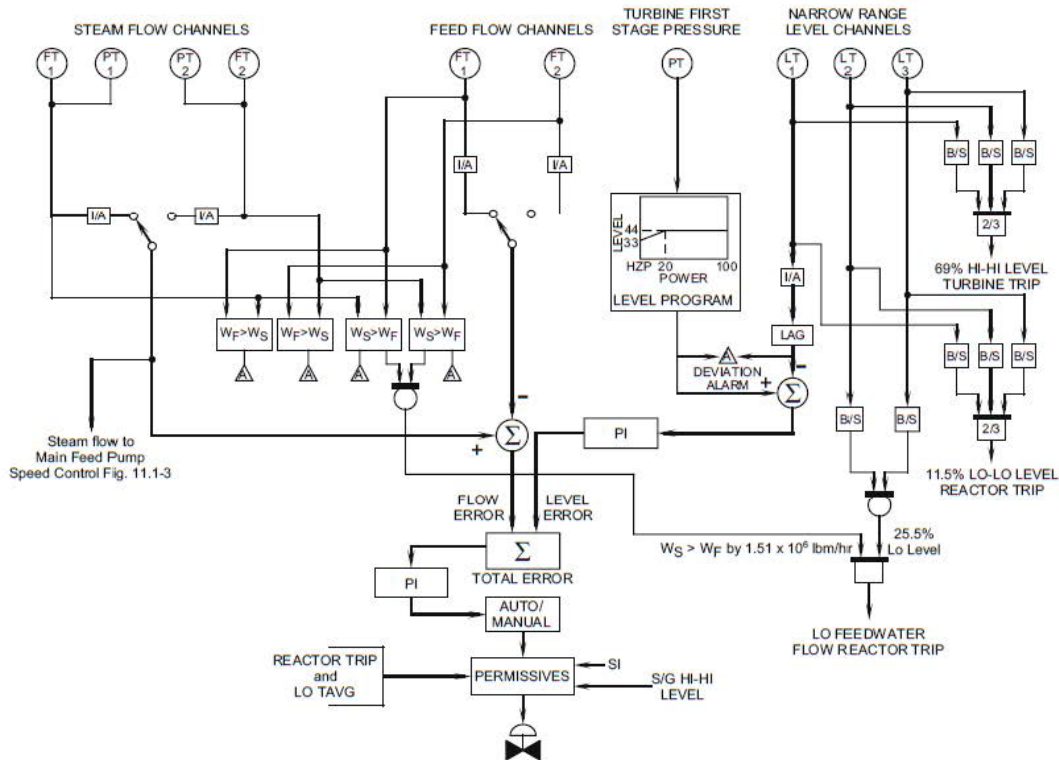 STEAM FLOW CHANNELS
FEED FLOW CHANNELS
TURBINE FIRST
STAGE PRESSURE
NARROW RANGE
LEVEL CHANNELS
FT
1
PT
1
PT
2
FT
2
FT
1
FT
2
PT
LT
1
LT
2
LT
3
I/A
I/A
I/A
I/A
B/S
B/S
B/S
2/3
69% HI-HI LEVEL
TURBINE TRIP
LEVEL
44
33
HZP 20 100
POWER
LEVEL PROGRAM
I/A
LAG
A
DEVIATION
ALARM
-
+
Σ
WF>WS
WF>WS
WS>WF
WS>WF
A
A
A
A
B/S
B/S
B/S
2/3
11.5% LO-LO LEVEL
REACTOR TRIP
B/S
B/S
PI
-
+
Σ
Steam flow to
Main Feed Pump
Speed Control Fig. 11.1-3
FLOW
ERROR
LEVEL
ERROR
Σ
TOTAL ERROR
PI
AUTO/
MANUAL
WS > WF by 1.51 x 10⁶ lbm/hr
25.5%
Lo Level
LO FEEDWATER
FLOW REACTOR TRIP
REACTOR TRIP
and
LO TAVG
PERMISSIVES
SI
S/G HI-HI
LEVEL